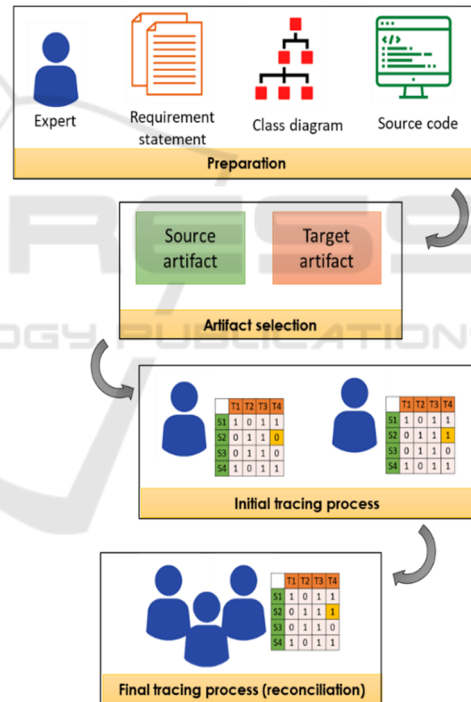 </>
Expert
Requirement
statement
Class diagram
Source code
Preparation
Source
artifact
Target
artifact
Artifact selection
T1 T2 T3 T4
S1 1 0 1 1
S2 0 1 1 0
S3 0 1 1 0
S4 1 0 1 1
T1 T2 T3 T4
S1 1 0 1 1
S2 0 1 1 1
S3 0 1 1 0
S4 1 0 1 1
Initial tracing process
T1 T2 T3 T4
S1 1 0 1 1
S2 0 1 1 1
S3 0 1 1 0
S4 1 0 1 1
Final tracing process (reconciliation)